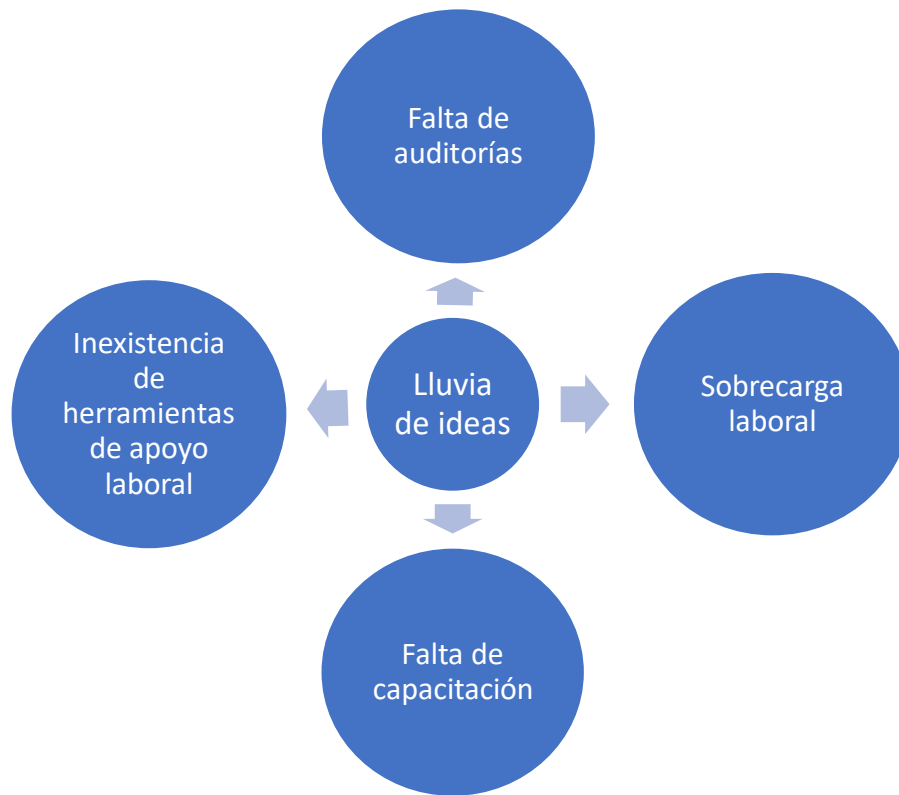 Falta de
auditorías
Inexistencia
de
herramientas
de apoyo
laboral
Lluvia
de ideas
Sobrecarga
laboral
Falta de
capacitación